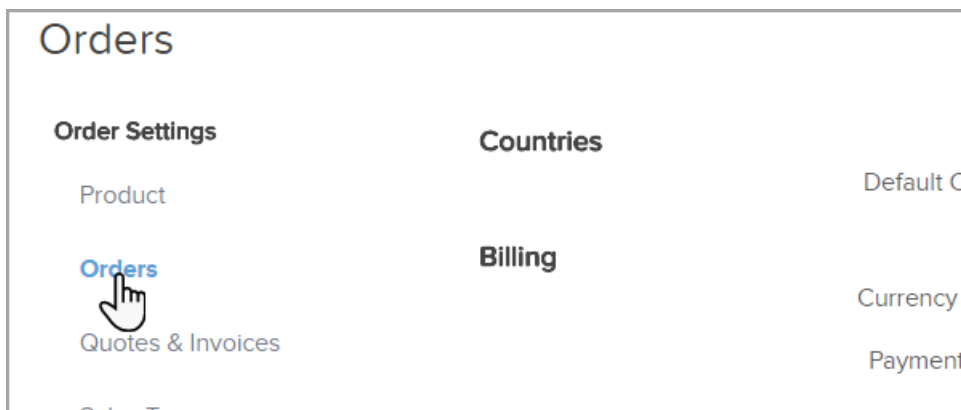 Orders
Order Settings
Product
Orders
Quotes & Invoices
Countries
Default
Billing
Currency
Payment